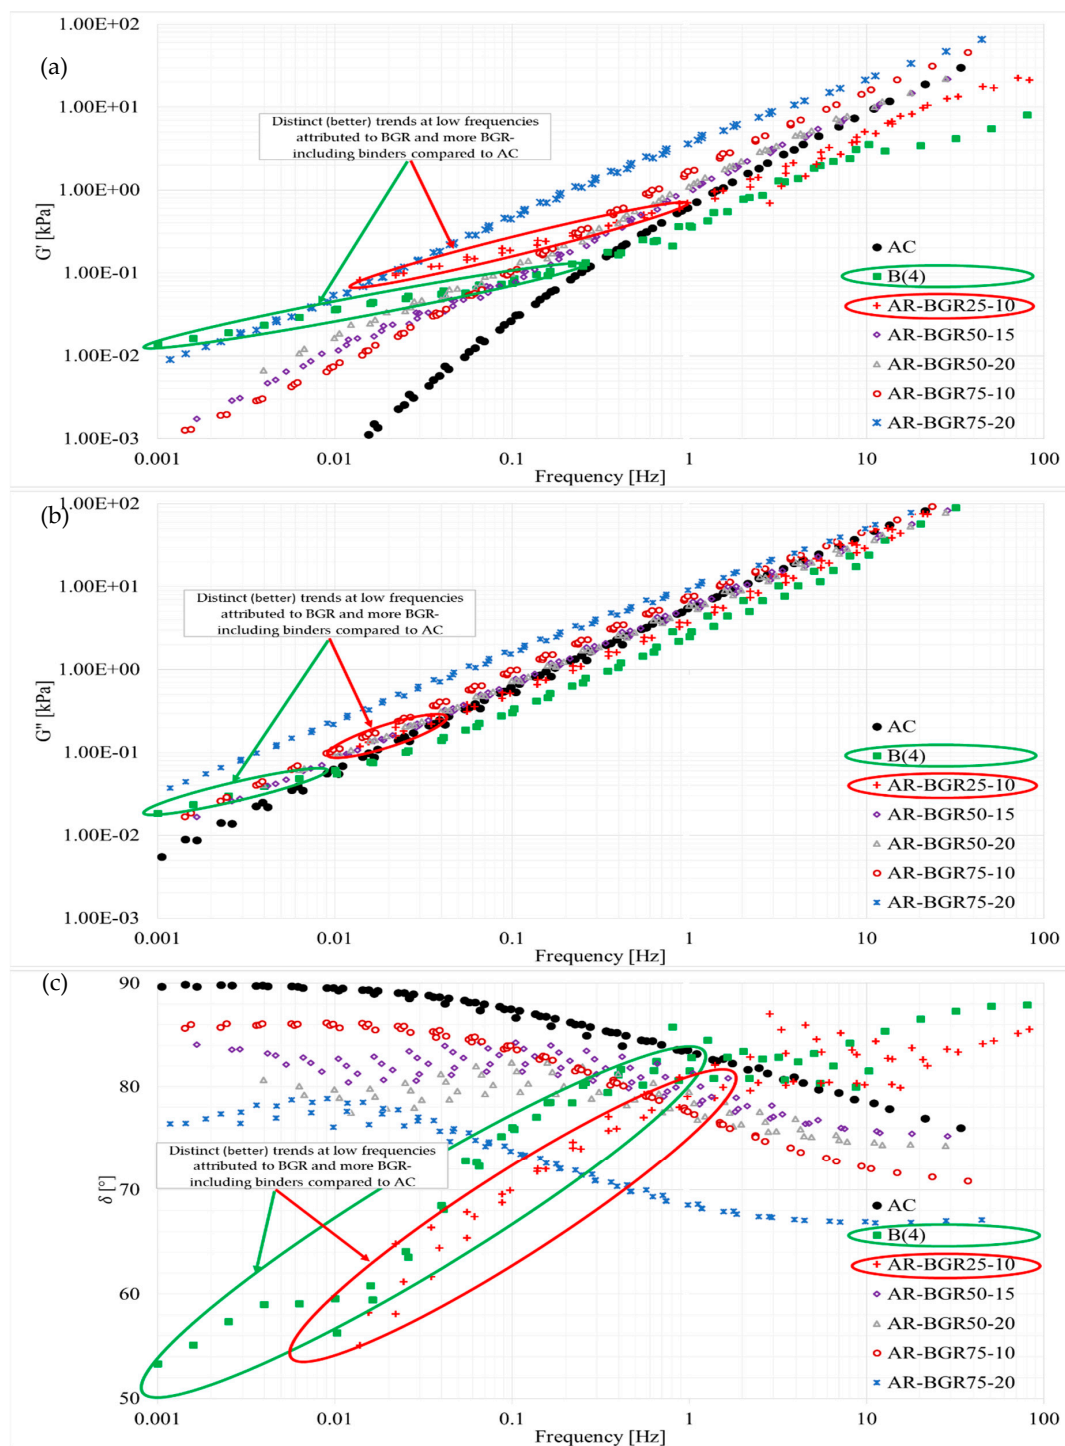 (a)
1.00E+02
1.00E+01
1.00E+00
1.00E-01
1.00E-02
1.00E-03
G' [kPa]
Distinct (better) trends at low frequencies
attributed to BGR and more BGR-
including binders compared to AC
AC
B(4)
AR-BGR25-10
AR-BGR50-15
AR-BGR50-20
AR-BGR75-10
AR-BGR75-20
0.001 0.01 0.1 1 10 100
Frequency [Hz]
(b)
1.00E+02
1.00E+01
1.00E+00
1.00E-01
1.00E-02
1.00E-03
G" [kPa]
Distinct (better) trends at low frequencies
attributed to BGR and more BGR-
including binders compared to AC
AC
B(4)
AR-BGR25-10
AR-BGR50-15
AR-BGR50-20
AR-BGR75-10
AR-BGR75-20
0.001 0.01 0.1 1 10 100
Frequency [Hz]
(c)
90
80
70
60
50
δ [°]
Distinct (better) trends at low frequencies
attributed to BGR and more BGR-
including binders compared to AC
AC
B(4)
AR-BGR25-10
AR-BGR50-15
AR-BGR50-20
AR-BGR75-10
AR-BGR75-20
0.001 0.01 0.1 1 10 100
Frequency [Hz]